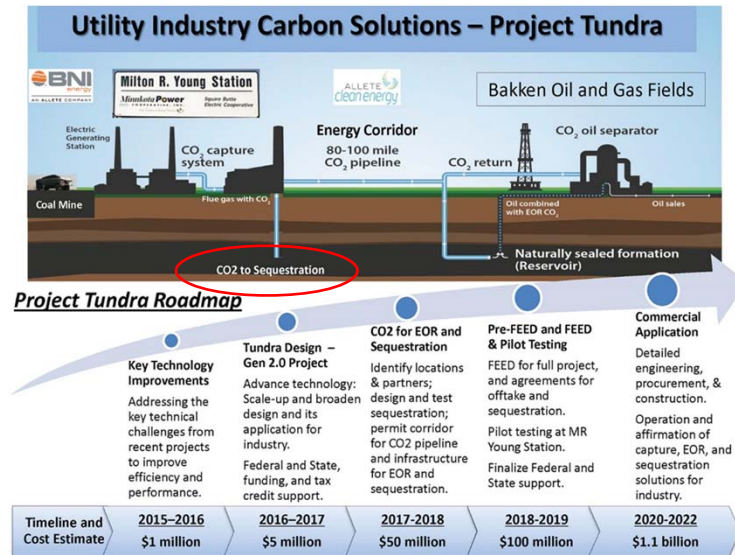 Utility Industry Carbon Solutions – Project Tundra
BNI
energy
AN ALLETE COMPANY
Milton R. Young Station
Minnkota Power
COOPERATIVE, INC.
Square Butte
Electric Cooperative
ALLETE
clean energy
Bakken Oil and Gas Fields
Electric
Generating
Station
CO2 capture
system
Energy Corridor
80-100 mile
CO2 pipeline
CO2 return
CO2 oil separator
Coal Mine
Flue gas with CO2
Oil combined
with EOR CO2
Oil sales
CO2 to Sequestration
Naturally sealed formation
(Reservoir)
Project Tundra Roadmap
Key Technology
Improvements
Addressing the
key technical
challenges from
recent projects
to improve
efficiency and
performance.
Tundra Design –
Gen 2.0 Project
Advance technology:
Scale-up and broaden
design and its
application for
industry.
Federal and State,
funding, and tax
credit support.
CO2 for EOR and
Sequestration
Identify locations
& partners;
design and test
sequestration;
permit corridor
for CO2 pipeline
and infrastructure
for EOR and
sequestration.
Pre-FEED and FEED
& Pilot Testing
FEED for full project,
and agreements for
offtake and
sequestration.
Pilot testing at MR
Young Station.
Finalize Federal and
State support.
Commercial
Application
Detailed
engineering,
procurement, &
construction.
Operation and
affirmation of
capture, EOR, and
sequestration
solutions for
industry.
Timeline and
Cost Estimate
2015–2016
$1 million
2016–2017
$5 million
2017-2018
$50 million
2018-2019
$100 million
2020-2022
$1.1 billion